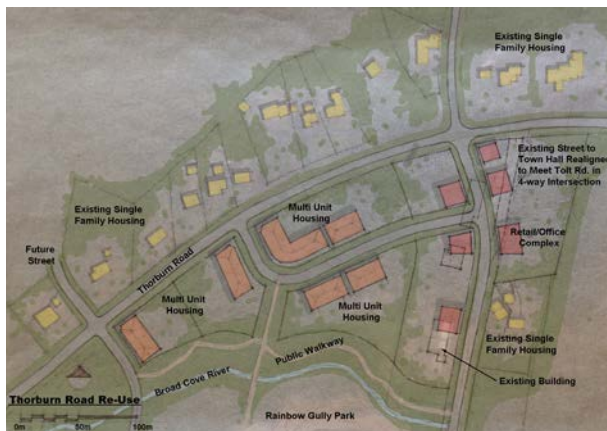 Existing Single
Family Housing
Existing Street to
Town Hall Realigned
to Meet Tolt Rd. in
4-way Intersection
Multi Unit
Housing
Existing Single
Family Housing
Retail/Office
Complex
Future
Street
Thorburn Road
Multi Unit
Housing
Multi Unit
Housing
Existing Single
Family Housing
Public Walkway
Broad Cove River
Existing Building
Thorburn Road Re-Use
0m 50m 100m
Rainbow Gully Park